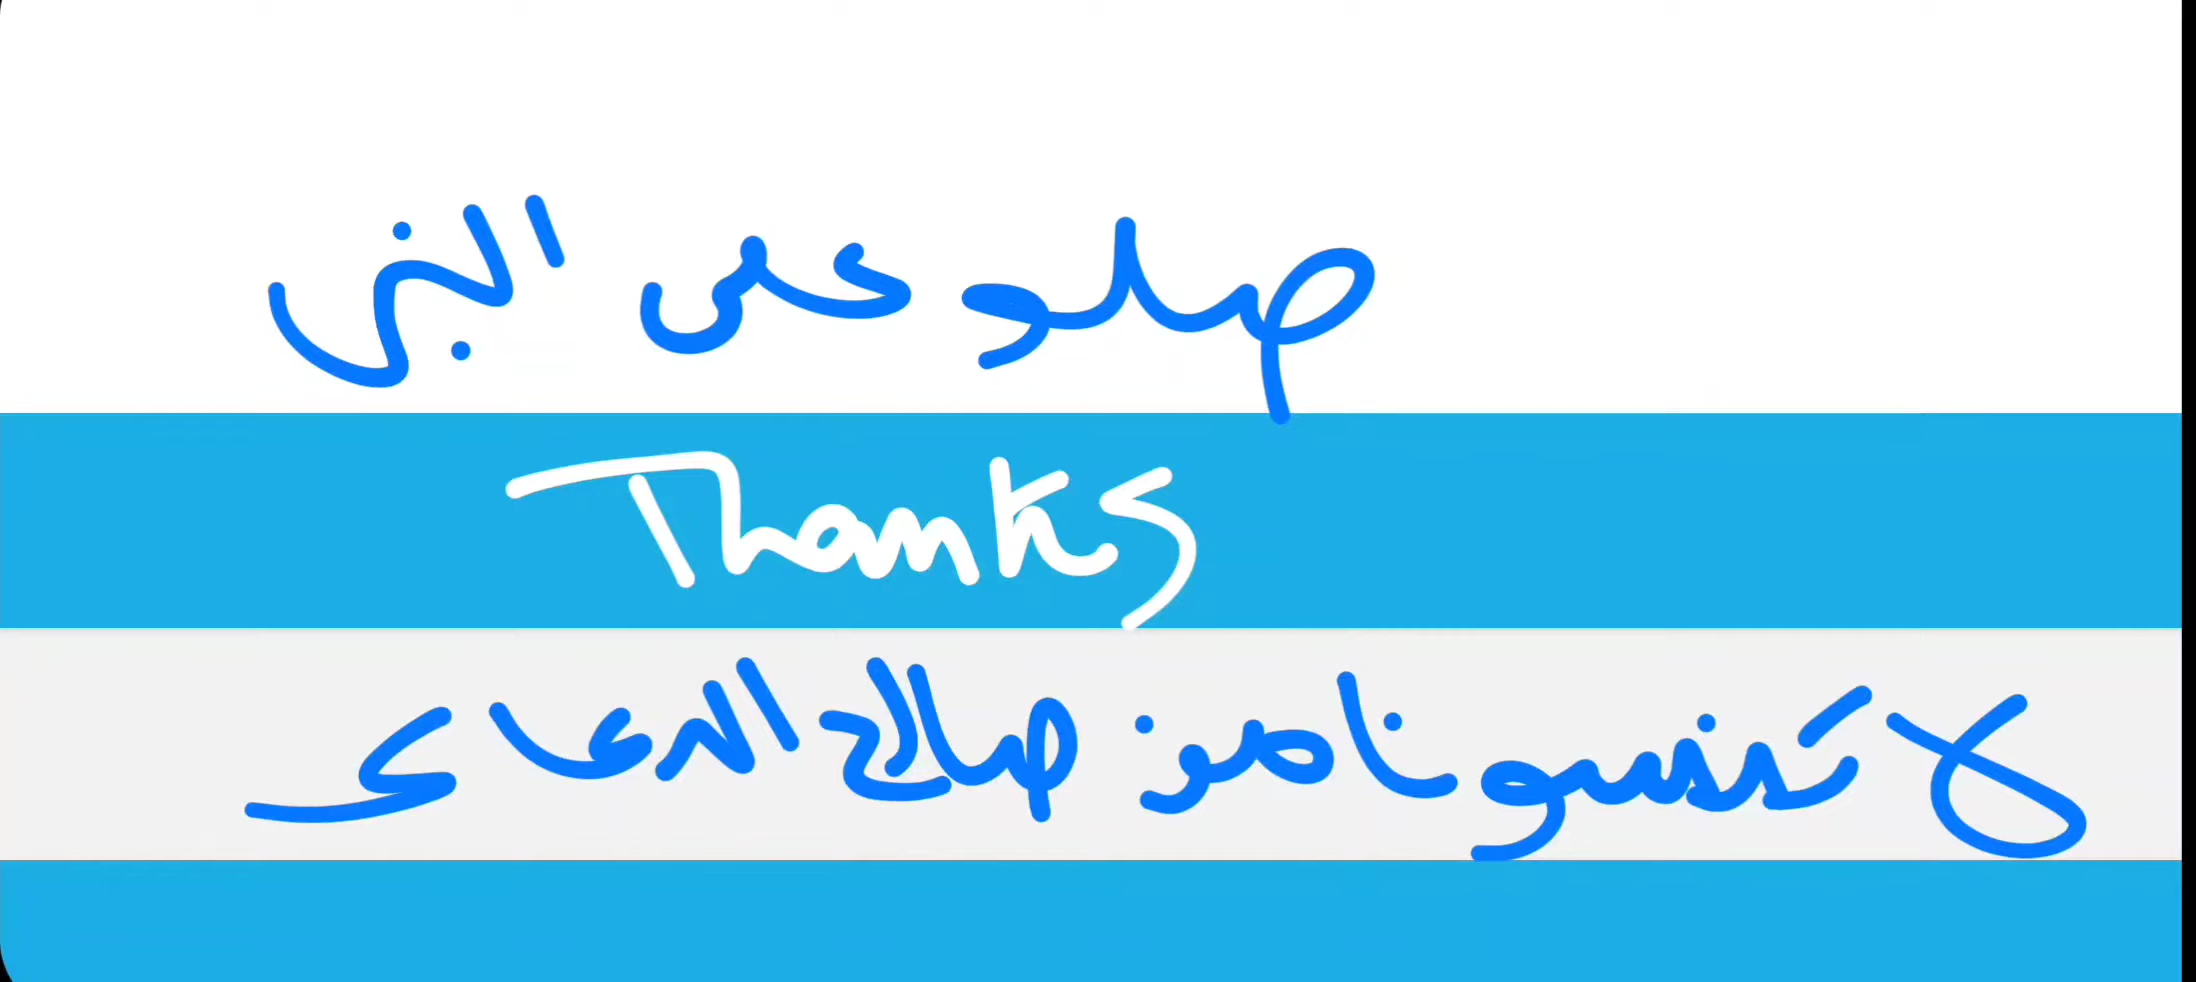 صلو على النبي
Thanks
لا تنسونا من صالح الدعاء